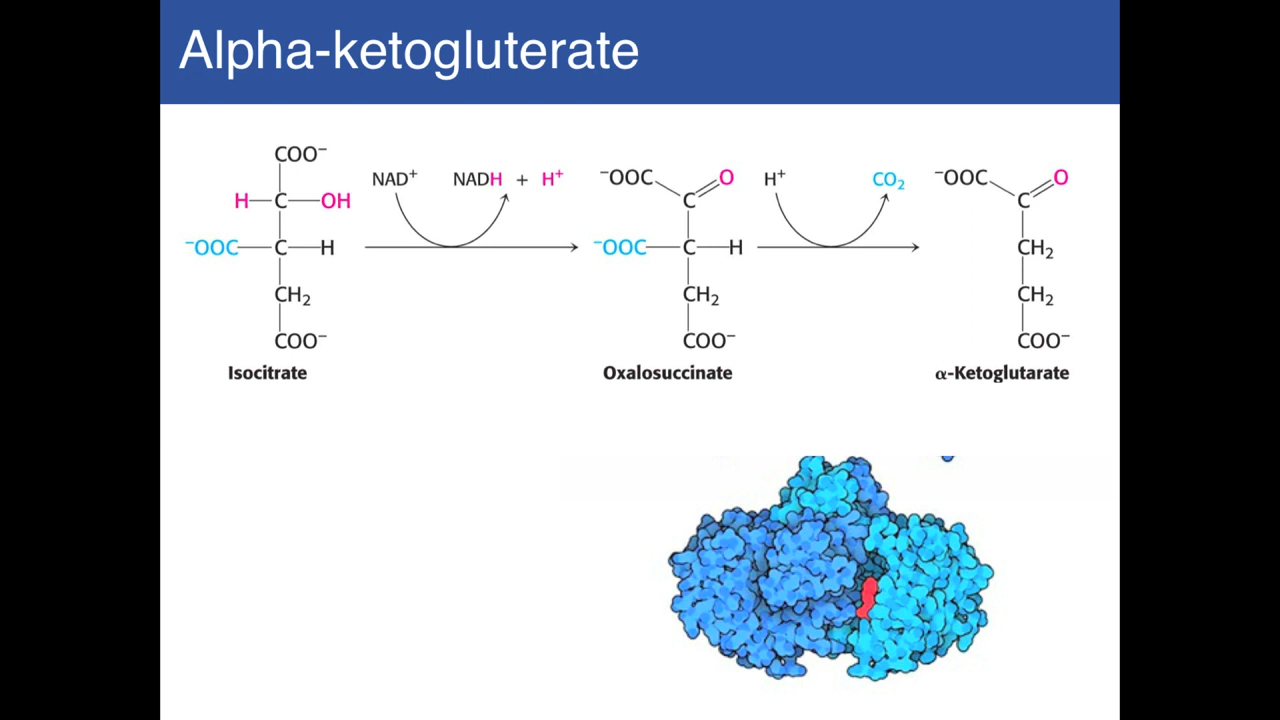 Alpha-ketogluterate
COO⁻
H—C—OH
⁻OOC—C—H
CH₂
COO⁻
Isocitrate
NAD⁺ NADH + H⁺
⁻OOC O
C
⁻OOC—C—H
CH₂
COO⁻
Oxalosuccinate
H⁺ CO₂
⁻OOC O
C
CH₂
CH₂
COO⁻
α-Ketoglutarate